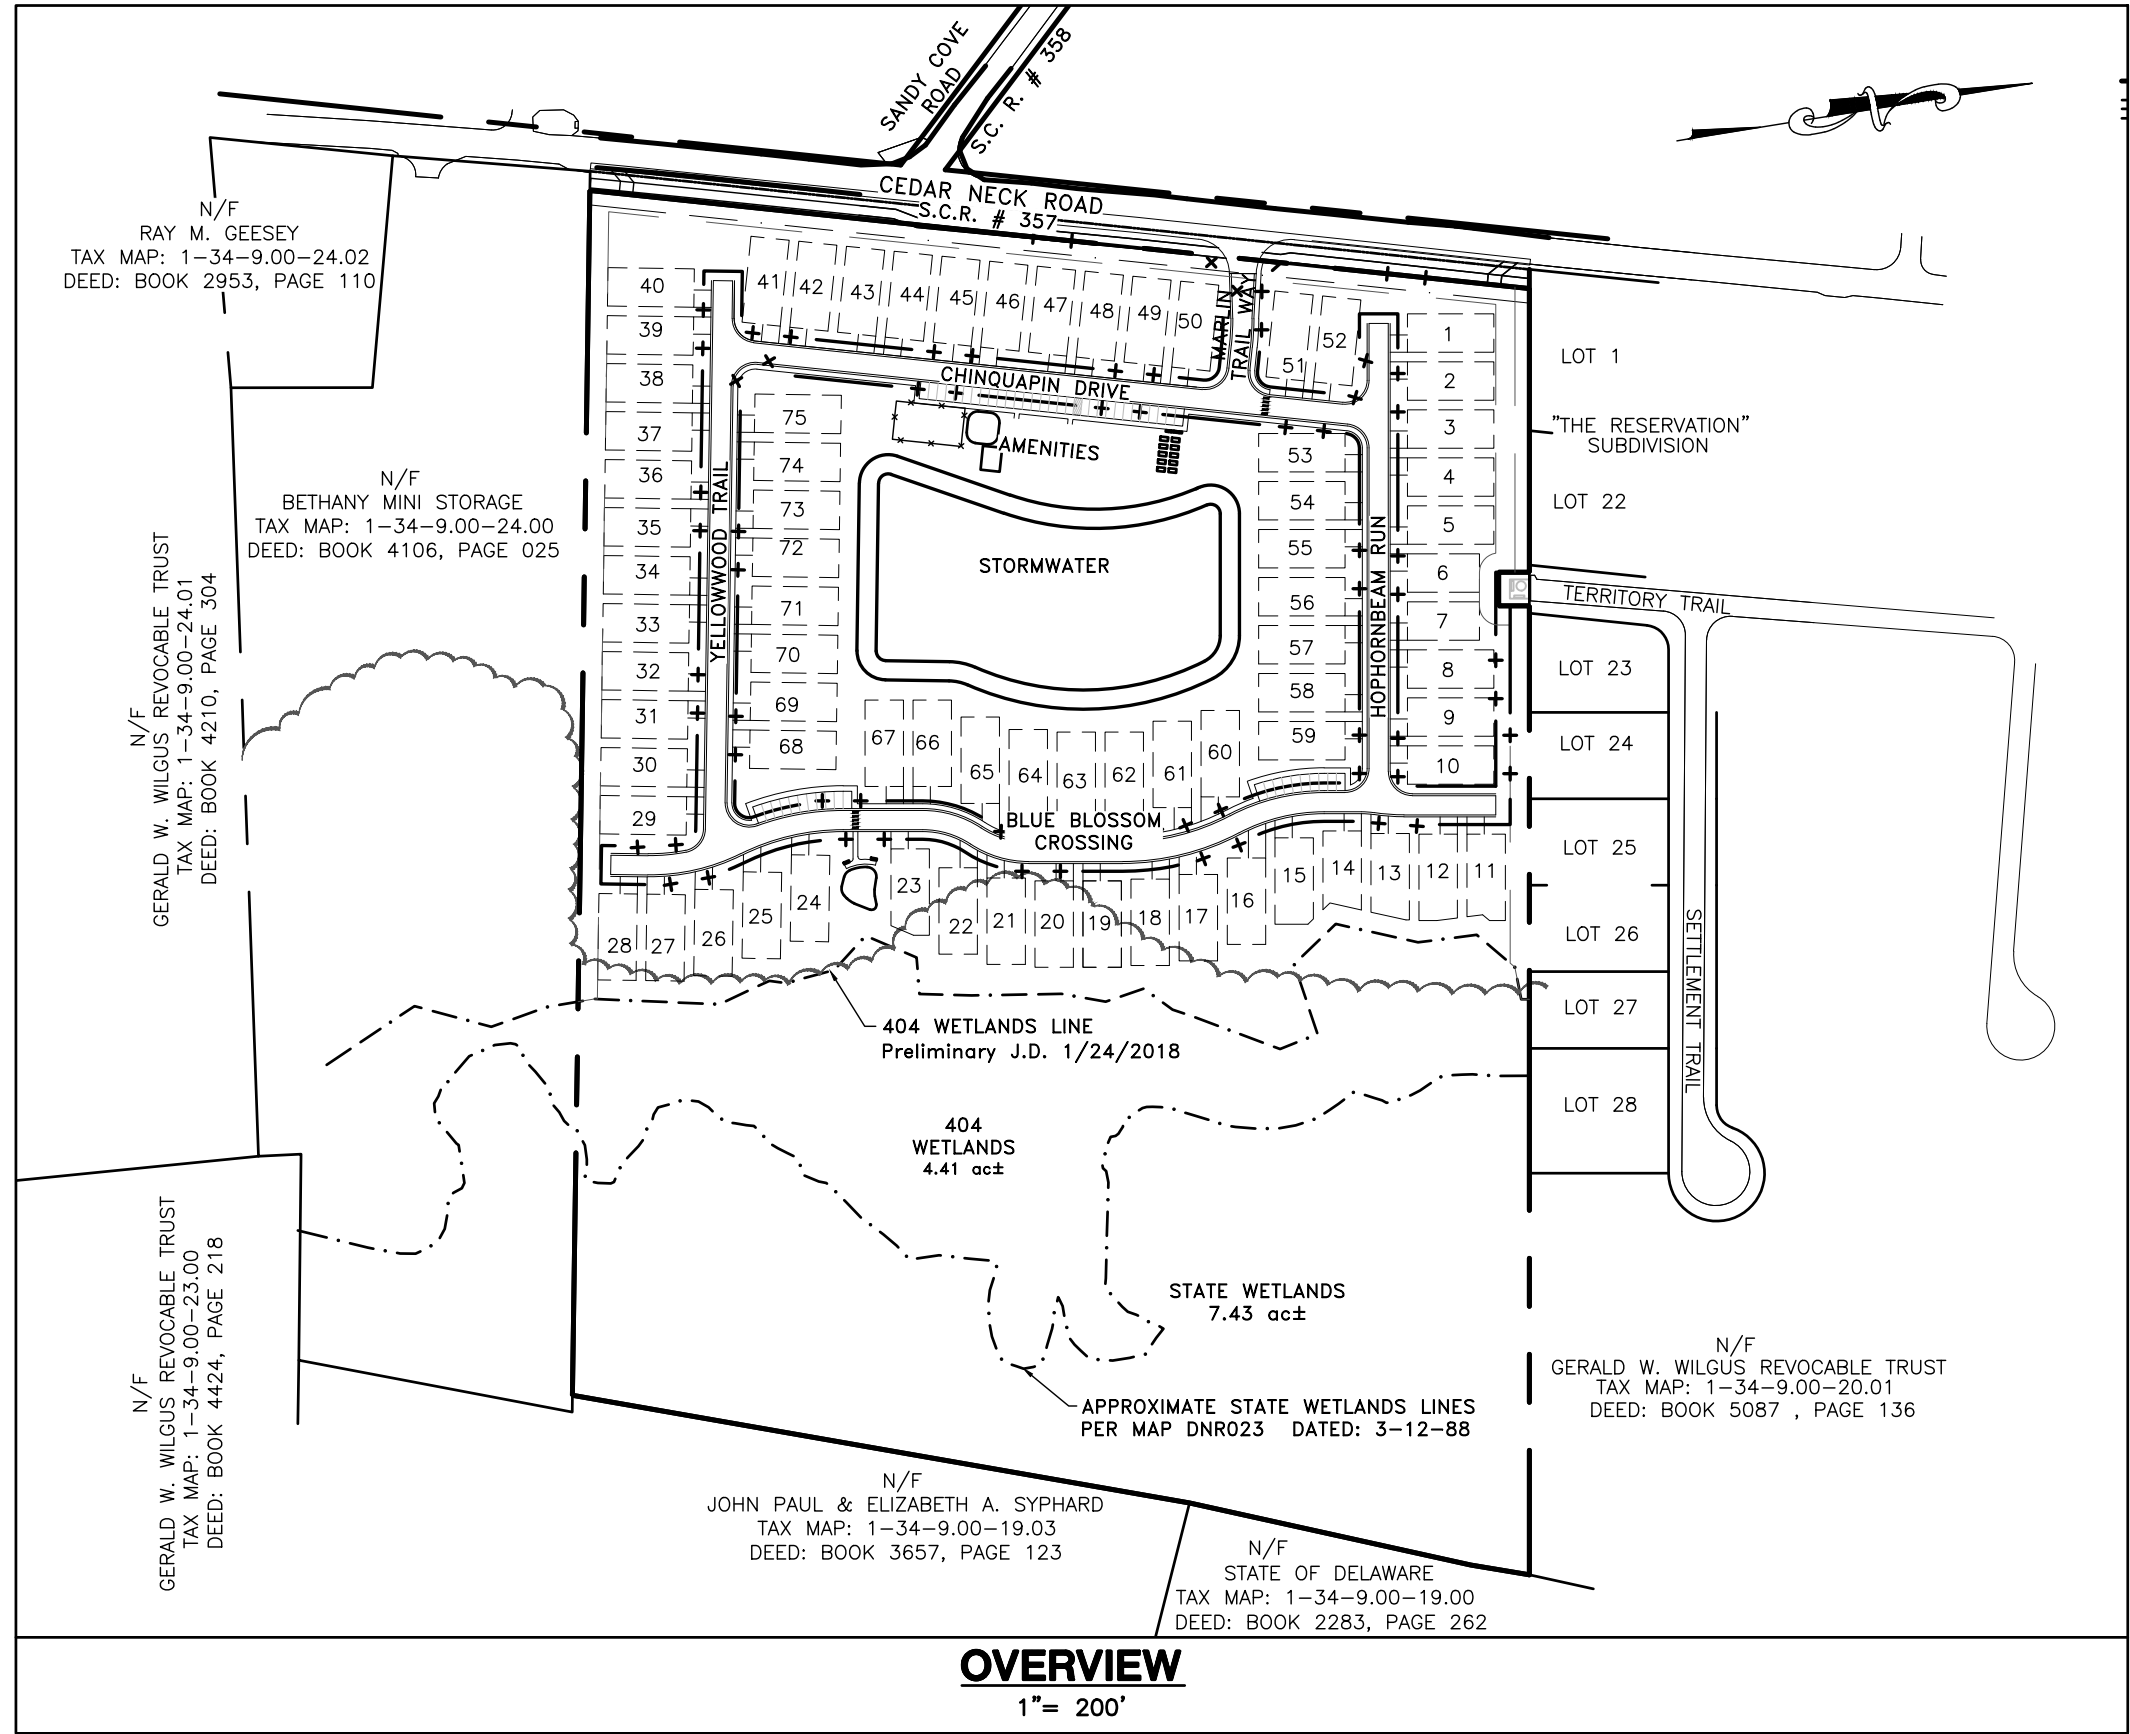 SANDY COVE
ROAD
S.C. R. # 358
CEDAR NECK ROAD
S.C.R. # 357
N/F
RAY M. GEESEY
TAX MAP: 1-34-9.00-24.02
DEED: BOOK 2953, PAGE 110
N/F
BETHANY MINI STORAGE
TAX MAP: 1-34-9.00-24.00
DEED: BOOK 4106, PAGE 025
N/F
GERALD W. WILGUS REVOCABLE TRUST
TAX MAP: 1-34-9.00-24.01
DEED: BOOK 4210, PAGE 304
N/F
GERALD W. WILGUS REVOCABLE TRUST
TAX MAP: 1-34-9.00-23.00
DEED: BOOK 4424, PAGE 218
40
39
38
37
36
35
34
33
32
31
30
29
YELLOWWOOD TRAIL
41
42
43
44
45
46
47
48
49
50
MARLIN
TRAIL WAY
51
52
CHINQUAPIN DRIVE
AMENITIES
STORMWATER
75
74
73
72
71
70
69
68
67
66
65
64
63
62
61
60
53
54
55
56
57
58
59
HOPHORNBEAM RUN
1
2
3
4
5
6
7
8
9
10
BLUE BLOSSOM
CROSSING
28
27
26
25
24
23
22
21
20
19
18
17
16
15
14
13
12
11
LOT 1
"THE RESERVATION"
SUBDIVISION
LOT 22
TERRITORY TRAIL
LOT 23
LOT 24
LOT 25
LOT 26
LOT 27
LOT 28
SETTLEMENT TRAIL
404 WETLANDS LINE
Preliminary J.D. 1/24/2018
404
WETLANDS
4.41 ac±
STATE WETLANDS
7.43 ac±
APPROXIMATE STATE WETLANDS LINES
PER MAP DNR023 DATED: 3-12-88
N/F
GERALD W. WILGUS REVOCABLE TRUST
TAX MAP: 1-34-9.00-20.01
DEED: BOOK 5087 , PAGE 136
N/F
JOHN PAUL & ELIZABETH A. SYPHARD
TAX MAP: 1-34-9.00-19.03
DEED: BOOK 3657, PAGE 123
N/F
STATE OF DELAWARE
TAX MAP: 1-34-9.00-19.00
DEED: BOOK 2283, PAGE 262
OVERVIEW
1"= 200'